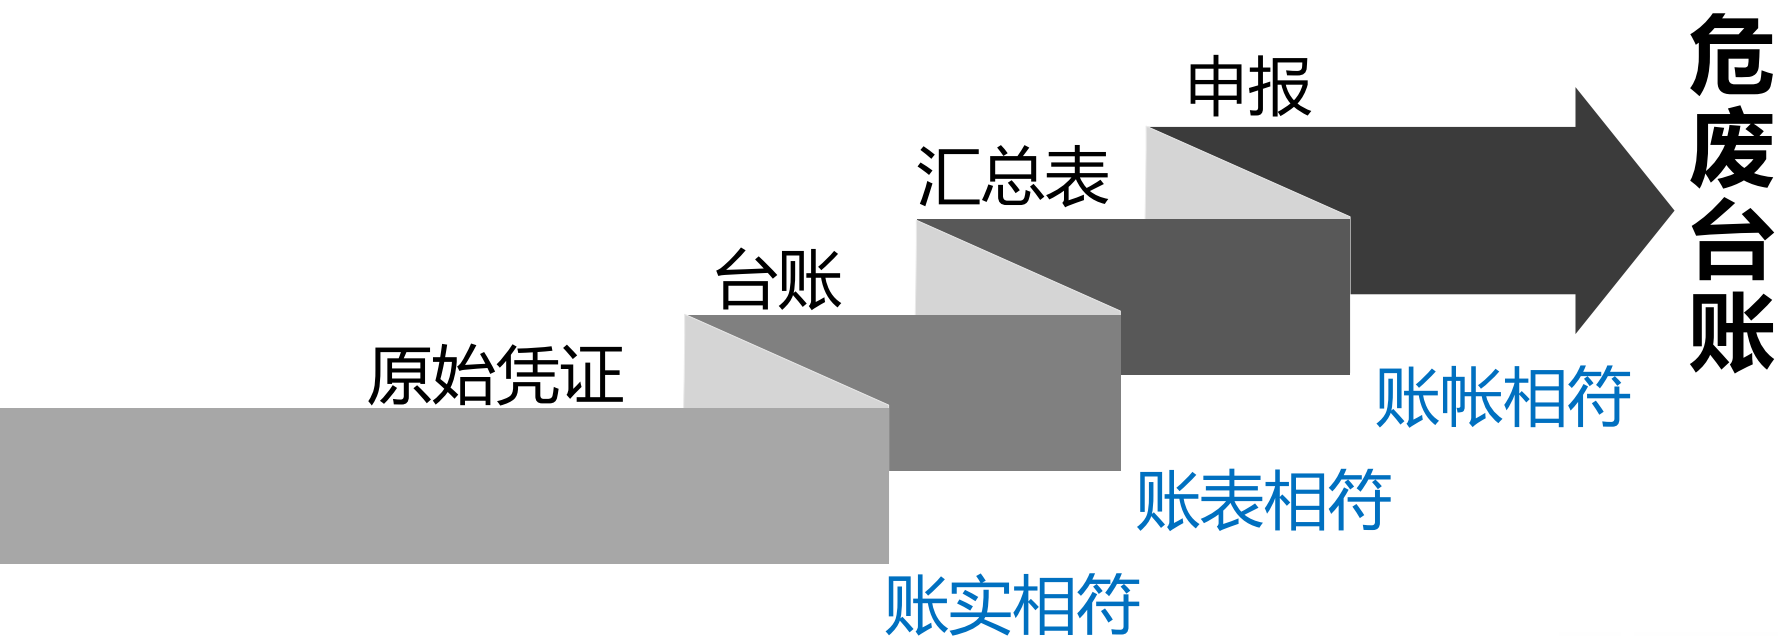 原始凭证
台账
汇总表
申报
账实相符
账表相符
账帐相符
危废台账